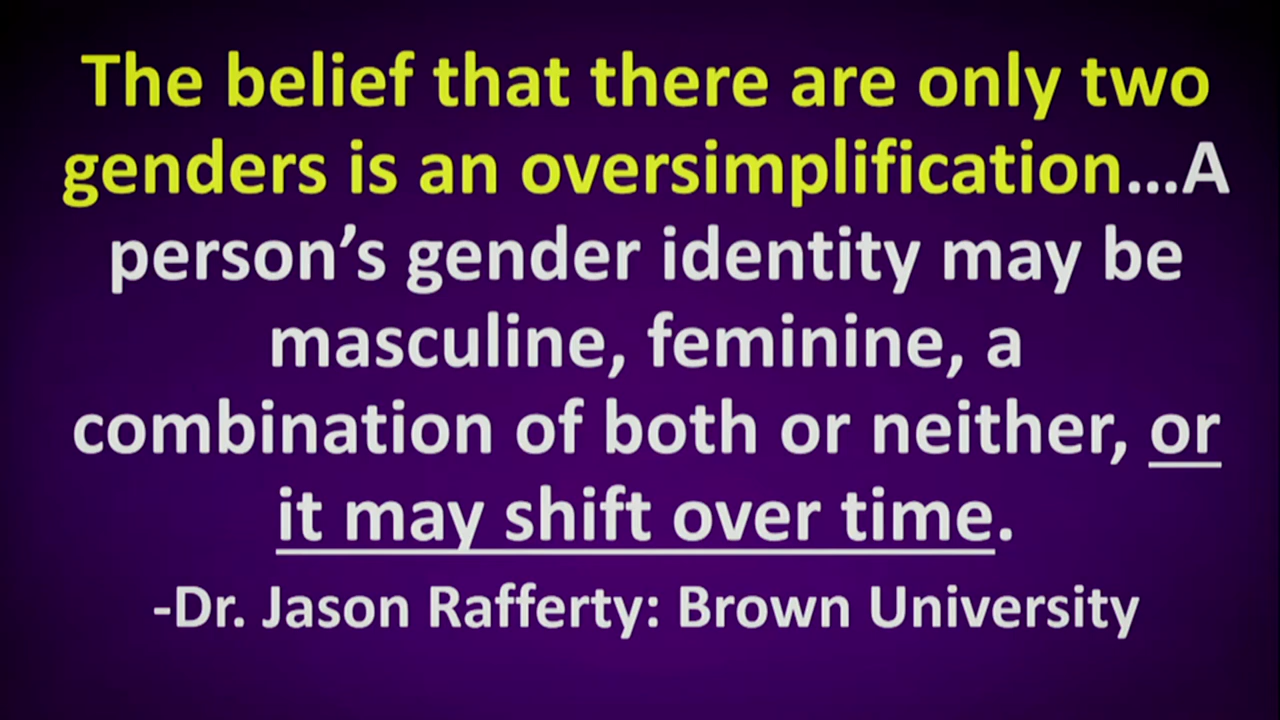 The belief that there are only two
genders is an oversimplification...A
person’s gender identity may be
masculine, feminine, a
combination of both or neither, or
it may shift over time.
-Dr. Jason Rafferty: Brown University